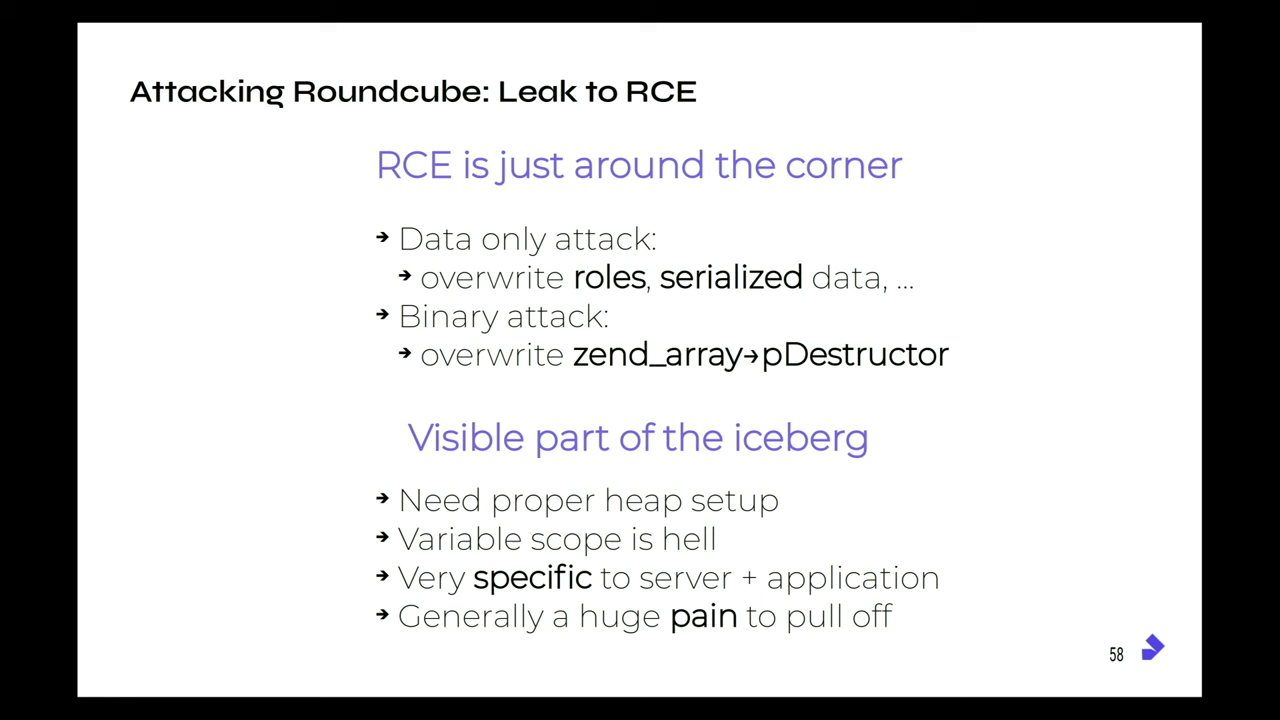 Attacking Roundcube: Leak to RCE
RCE is just around the corner
➔ Data only attack:
➔ overwrite roles, serialized data, ...
➔ Binary attack:
➔ overwrite zend_array→pDestructor
Visible part of the iceberg
➔ Need proper heap setup
➔ Variable scope is hell
➔ Very specific to server + application
➔ Generally a huge pain to pull off
58